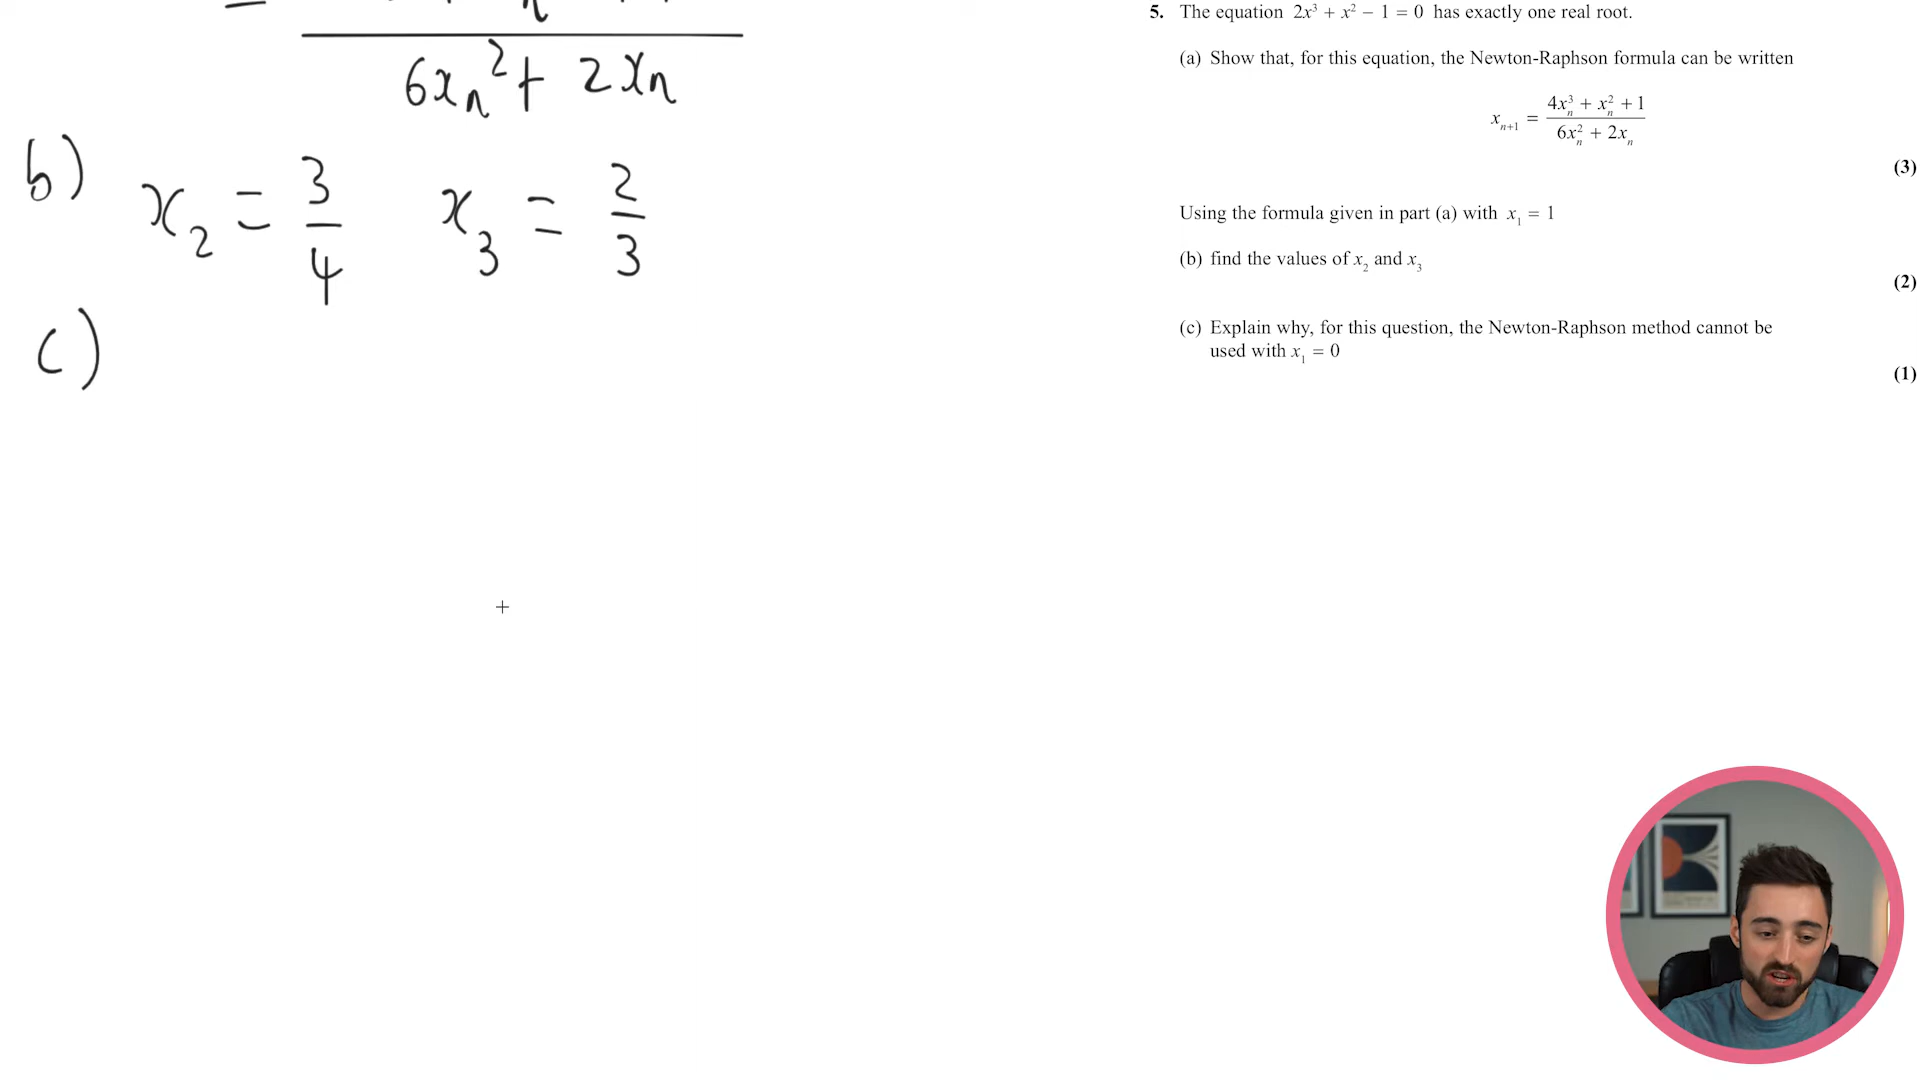 6xₙ² + 2xₙ
b) x₂ = 3/4 x₃ = 2/3
c)
5. The equation 2x³ + x² − 1 = 0 has exactly one real root.
(a) Show that, for this equation, the Newton-Raphson formula can be written
xₙ₊₁ = (4xₙ³ + xₙ² + 1)/(6xₙ² + 2xₙ)
(3)
Using the formula given in part (a) with x₁ = 1
(b) find the values of x₂ and x₃
(2)
(c) Explain why, for this question, the Newton-Raphson method cannot be
used with x₁ = 0
(1)